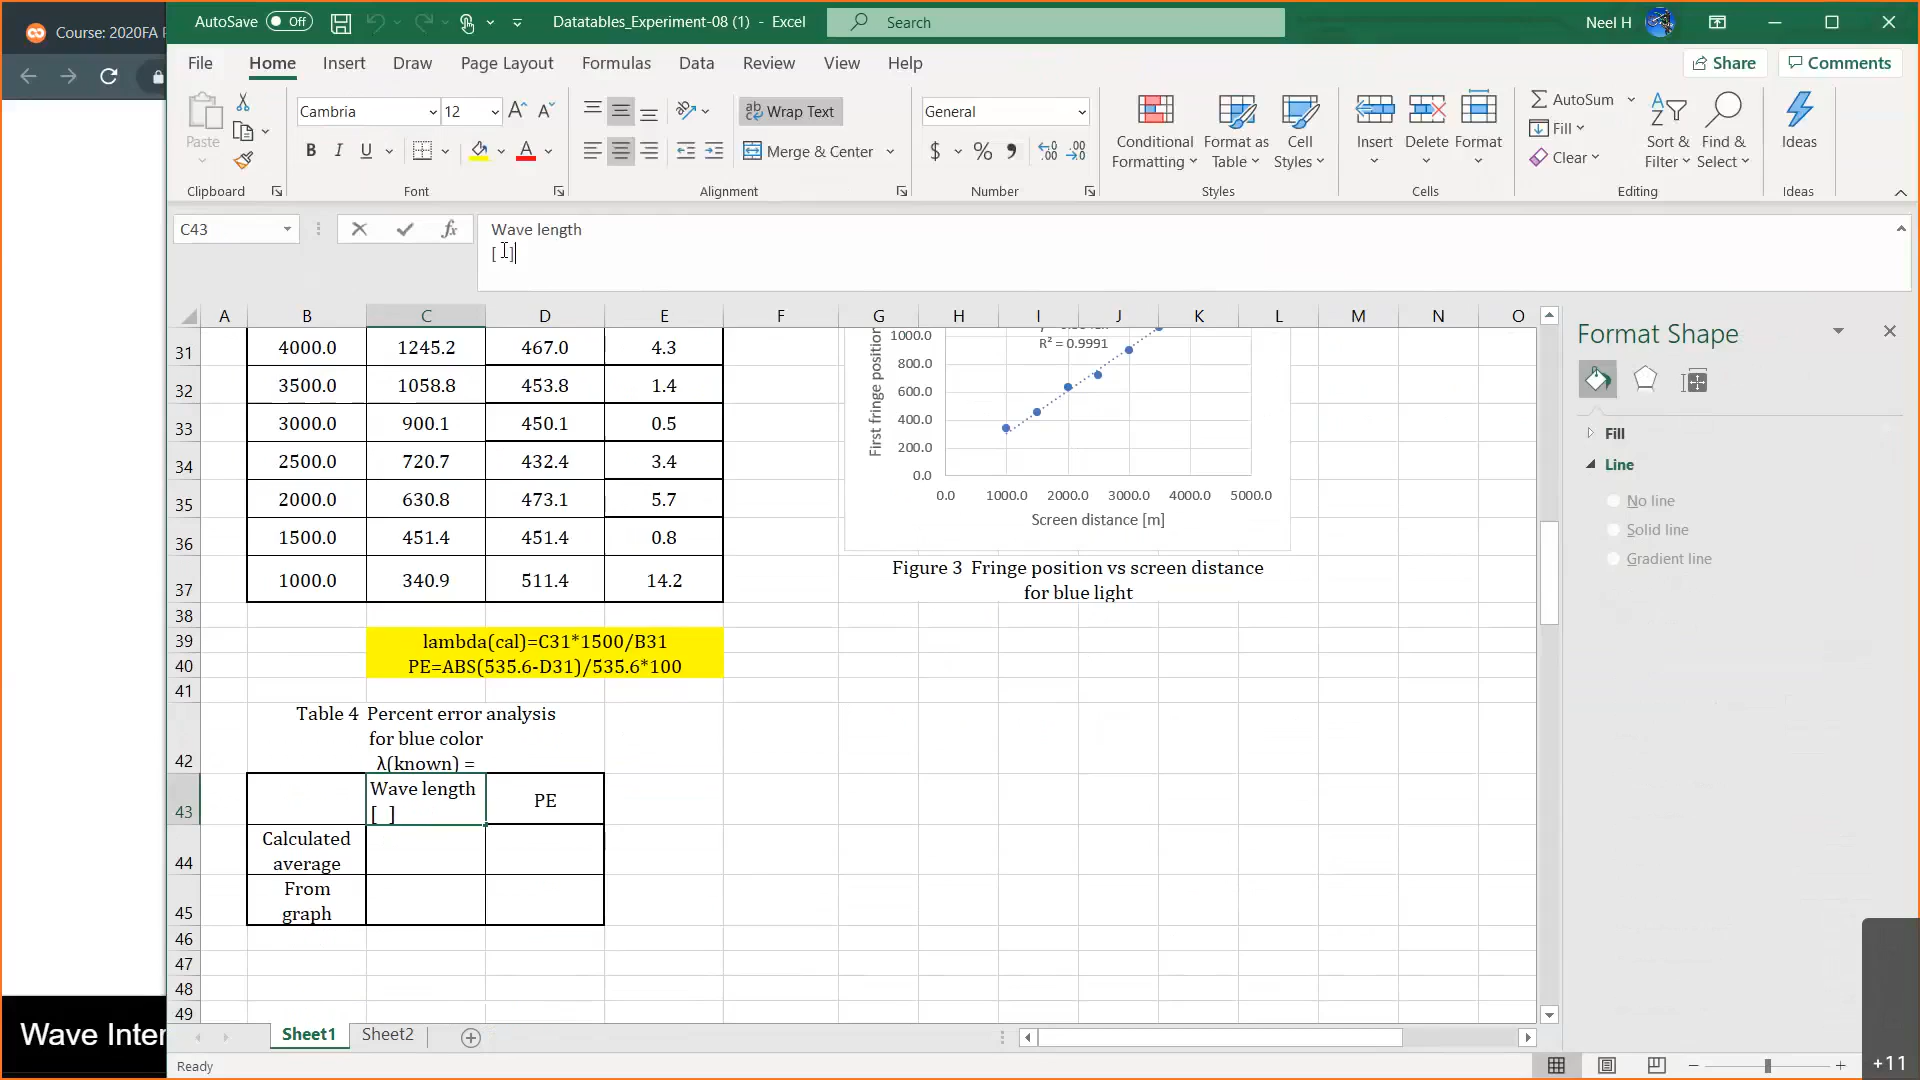 Course: 2020FA
AutoSave Off
Datatables_Experiment-08 (1) - Excel
Search
Neel H
File Home Insert Draw Page Layout Formulas Data Review View Help
Share
Comments
Paste
Clipboard
Cambria 12
B I U
Font
ab Wrap Text
Merge & Center
Alignment
General
$ % ,
Number
Conditional Formatting
Format as Table
Cell Styles
Styles
Insert Delete Format
Cells
AutoSum
Fill
Clear
Sort & Filter
Find & Select
Editing
Ideas
Ideas
C43
fx
Wave length
[ ]
A B C D E F G H I J K L M N O
31 4000.0 1245.2 467.0 4.3
32 3500.0 1058.8 453.8 1.4
33 3000.0 900.1 450.1 0.5
34 2500.0 720.7 432.4 3.4
35 2000.0 630.8 473.1 5.7
36 1500.0 451.4 451.4 0.8
37 1000.0 340.9 511.4 14.2
38
39 lambda(cal)=C31*1500/B31
40 PE=ABS(535.6-D31)/535.6*100
41
42 Table 4 Percent error analysis
for blue color
λ(known) =
43 Wave length
[ ]
PE
44 Calculated
average
45 From
graph
46
47
48
49
R² = 0.9991
First fringe position
1000.0
800.0
600.0
400.0
200.0
0.0
0.0 1000.0 2000.0 3000.0 4000.0 5000.0
Screen distance [m]
Figure 3 Fringe position vs screen distance
for blue light
Format Shape
Fill
Line
No line
Solid line
Gradient line
Sheet1 Sheet2
Ready
Wave Inter
+11